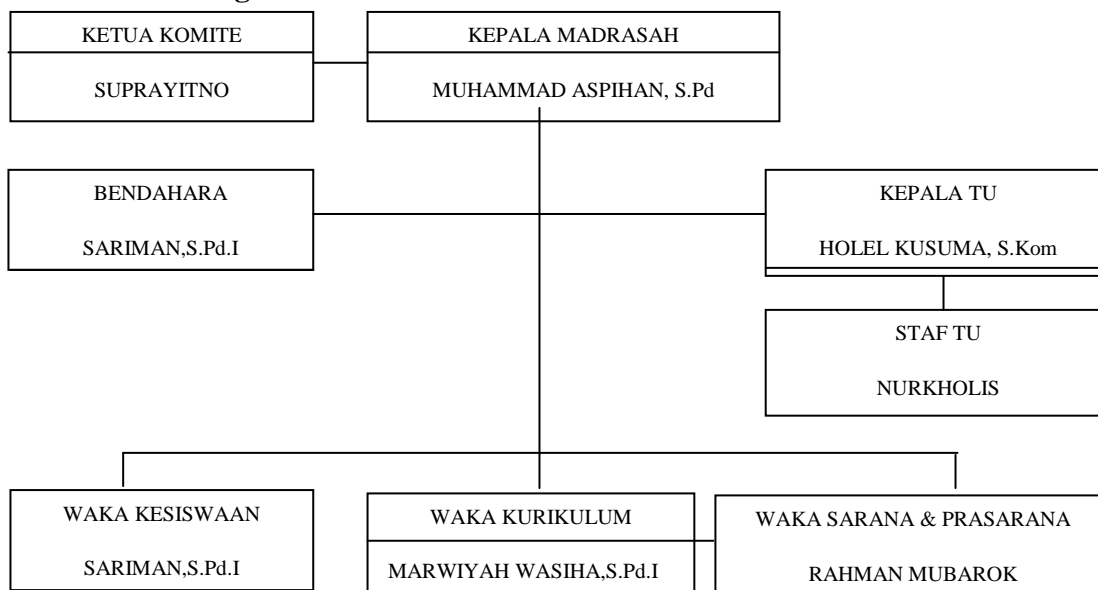 KETUA KOMITE
SUPRAYITNO
KEPALA MADRASAH
MUHAMMAD ASPIHAN, S.Pd
BENDAHARA
SARIMAN,S.Pd.I
KEPALA TU
HOLEL KUSUMA, S.Kom
STAF TU
NURKHOLIS
WAKA KESISWAAN
SARIMAN,S.Pd.I
WAKA KURIKULUM
MARWIYAH WASIHA,S.Pd.I
WAKA SARANA & PRASARANA
RAHMAN MUBAROK